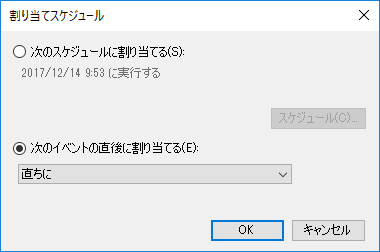 割り当てスケジュール
次のスケジュールに割り当てる(S):
2017/12/14 9:53 に実行する
スケジュール(C)...
次のイベントの直後に割り当てる(E):
直ちに
OK
キャンセル